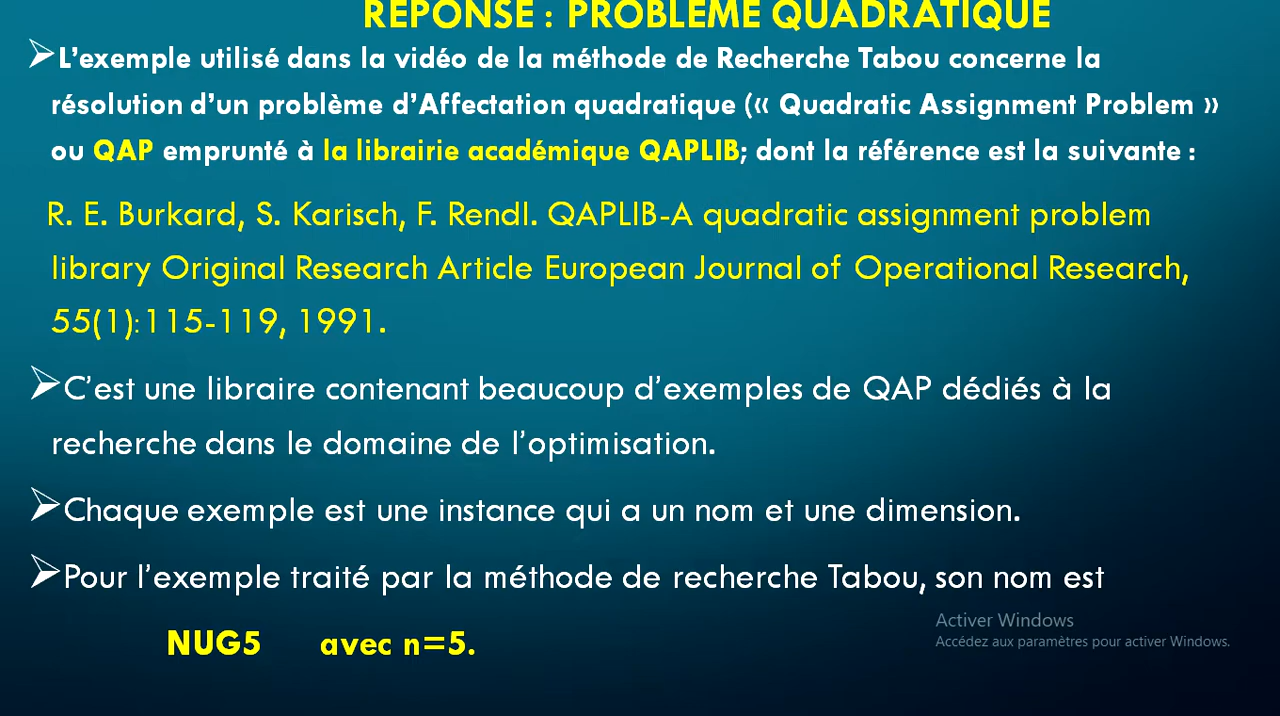 RÉPONSE : PROBLÈME QUADRATIQUE
L'exemple utilisé dans la vidéo de la méthode de Recherche Tabou concerne la
résolution d'un problème d'Affectation quadratique (« Quadratic Assignment Problem »
ou QAP emprunté à la librairie académique QAPLIB; dont la référence est la suivante :
R. E. Burkard, S. Karisch, F. Rendl. QAPLIB-A quadratic assignment problem
library Original Research Article European Journal of Operational Research,
55(1):115-119, 1991.
C'est une libraire contenant beaucoup d'exemples de QAP dédiés à la
recherche dans le domaine de l'optimisation.
Chaque exemple est une instance qui a un nom et une dimension.
Pour l'exemple traité par la méthode de recherche Tabou, son nom est
NUG5 avec n=5.
Activer Windows
Accédez aux paramètres pour activer Windows.